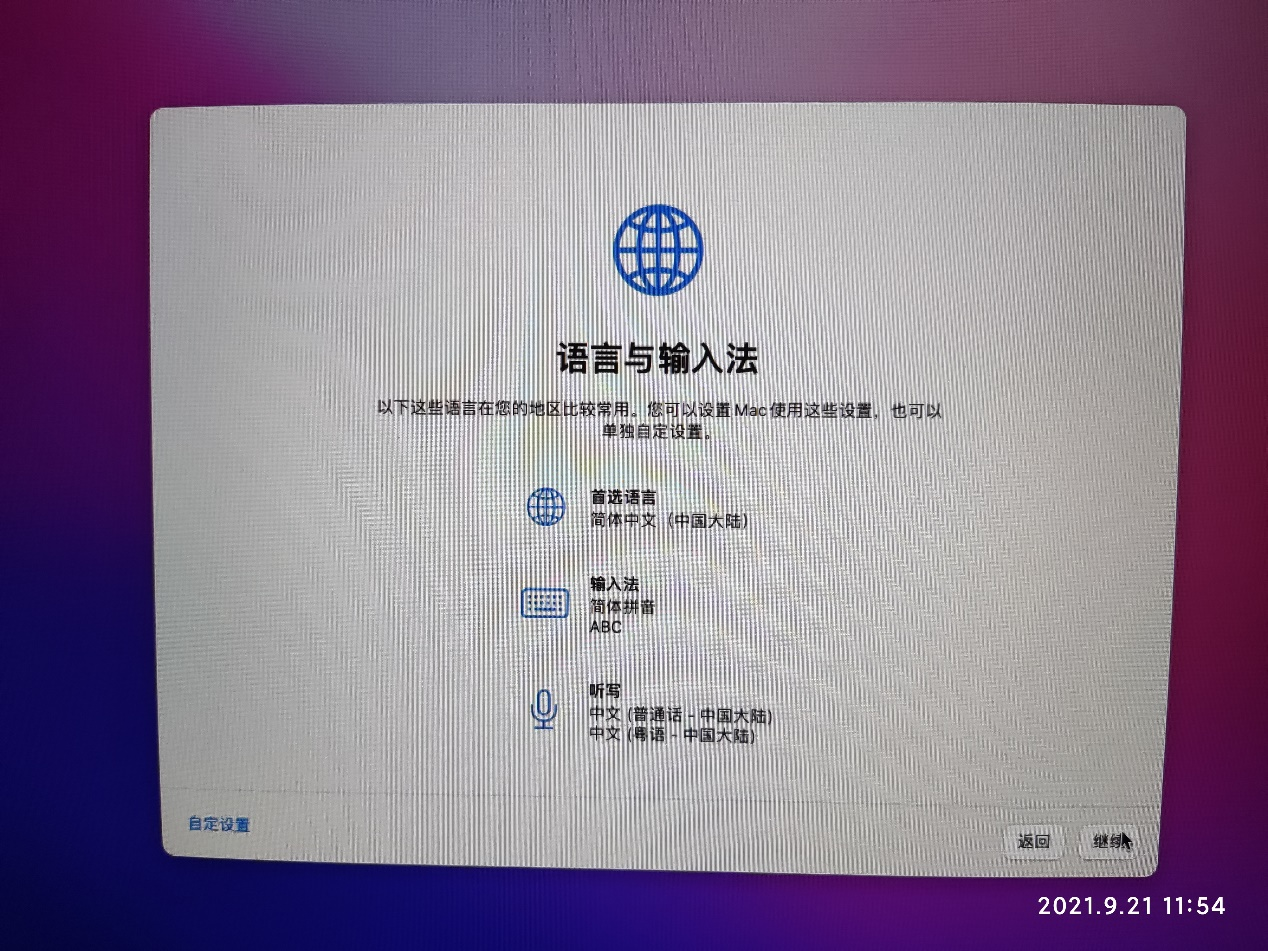 语言与输入法
以下这些语言在您的地区比较常用。您可以设置 Mac 使用这些设置，也可以
单独自定设置。
首选语言
简体中文（中国大陆）
输入法
简体拼音
ABC
听写
中文 (普通话 - 中国大陆)
中文 (粤语 - 中国大陆)
自定设置
返回
继续
2021.9.21 11:54